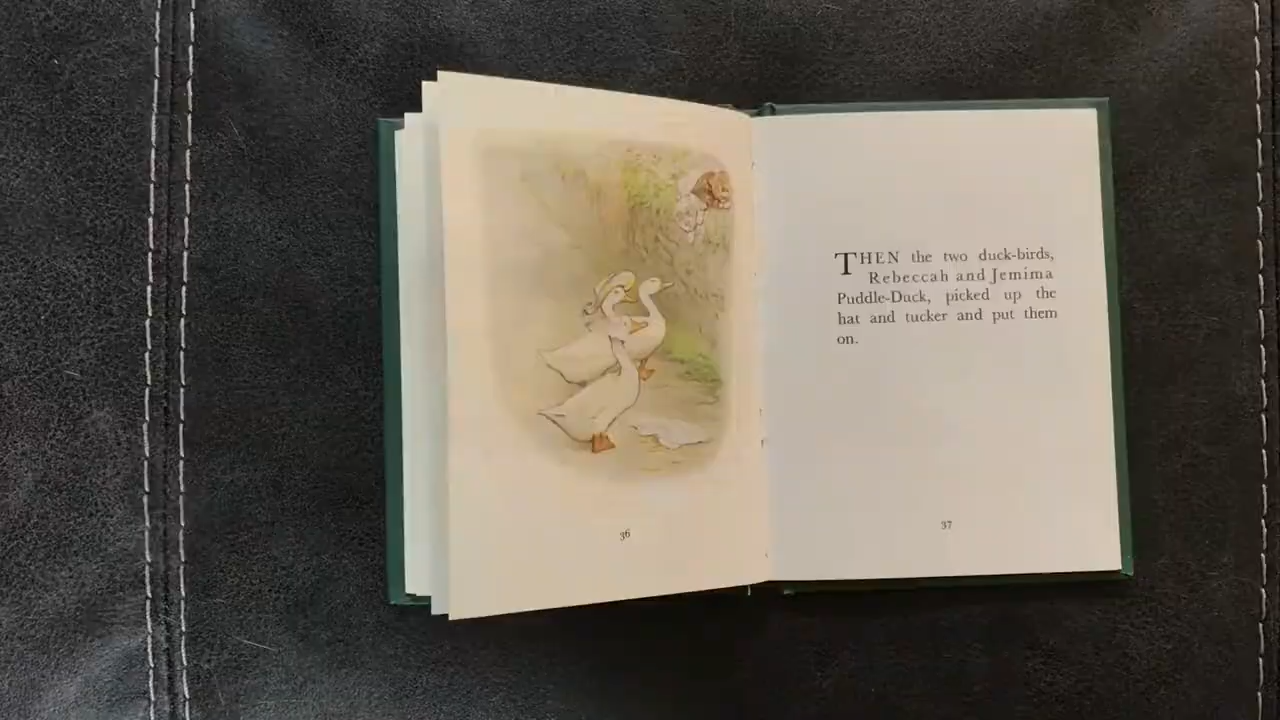 36
THEN the two duck-birds,
Rebeccah and Jemima
Puddle-Duck, picked up the
hat and tucker and put them
on.
37